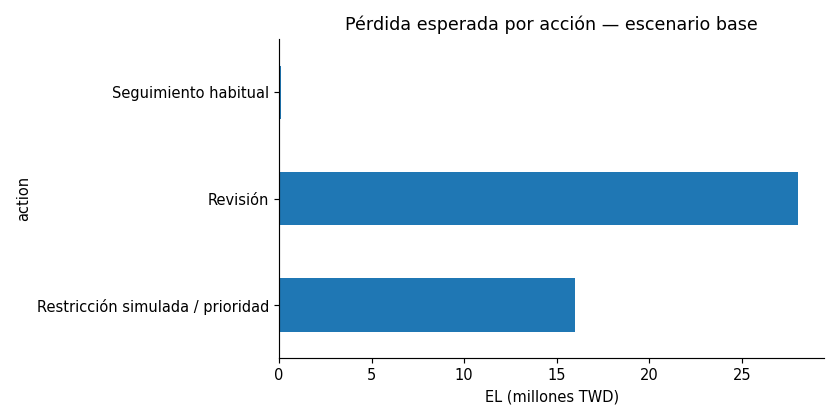 Pérdida esperada por acción — escenario base
action
Seguimiento habitual
Revisión
Restricción simulada / prioridad
0 5 10 15 20 25
EL (millones TWD)